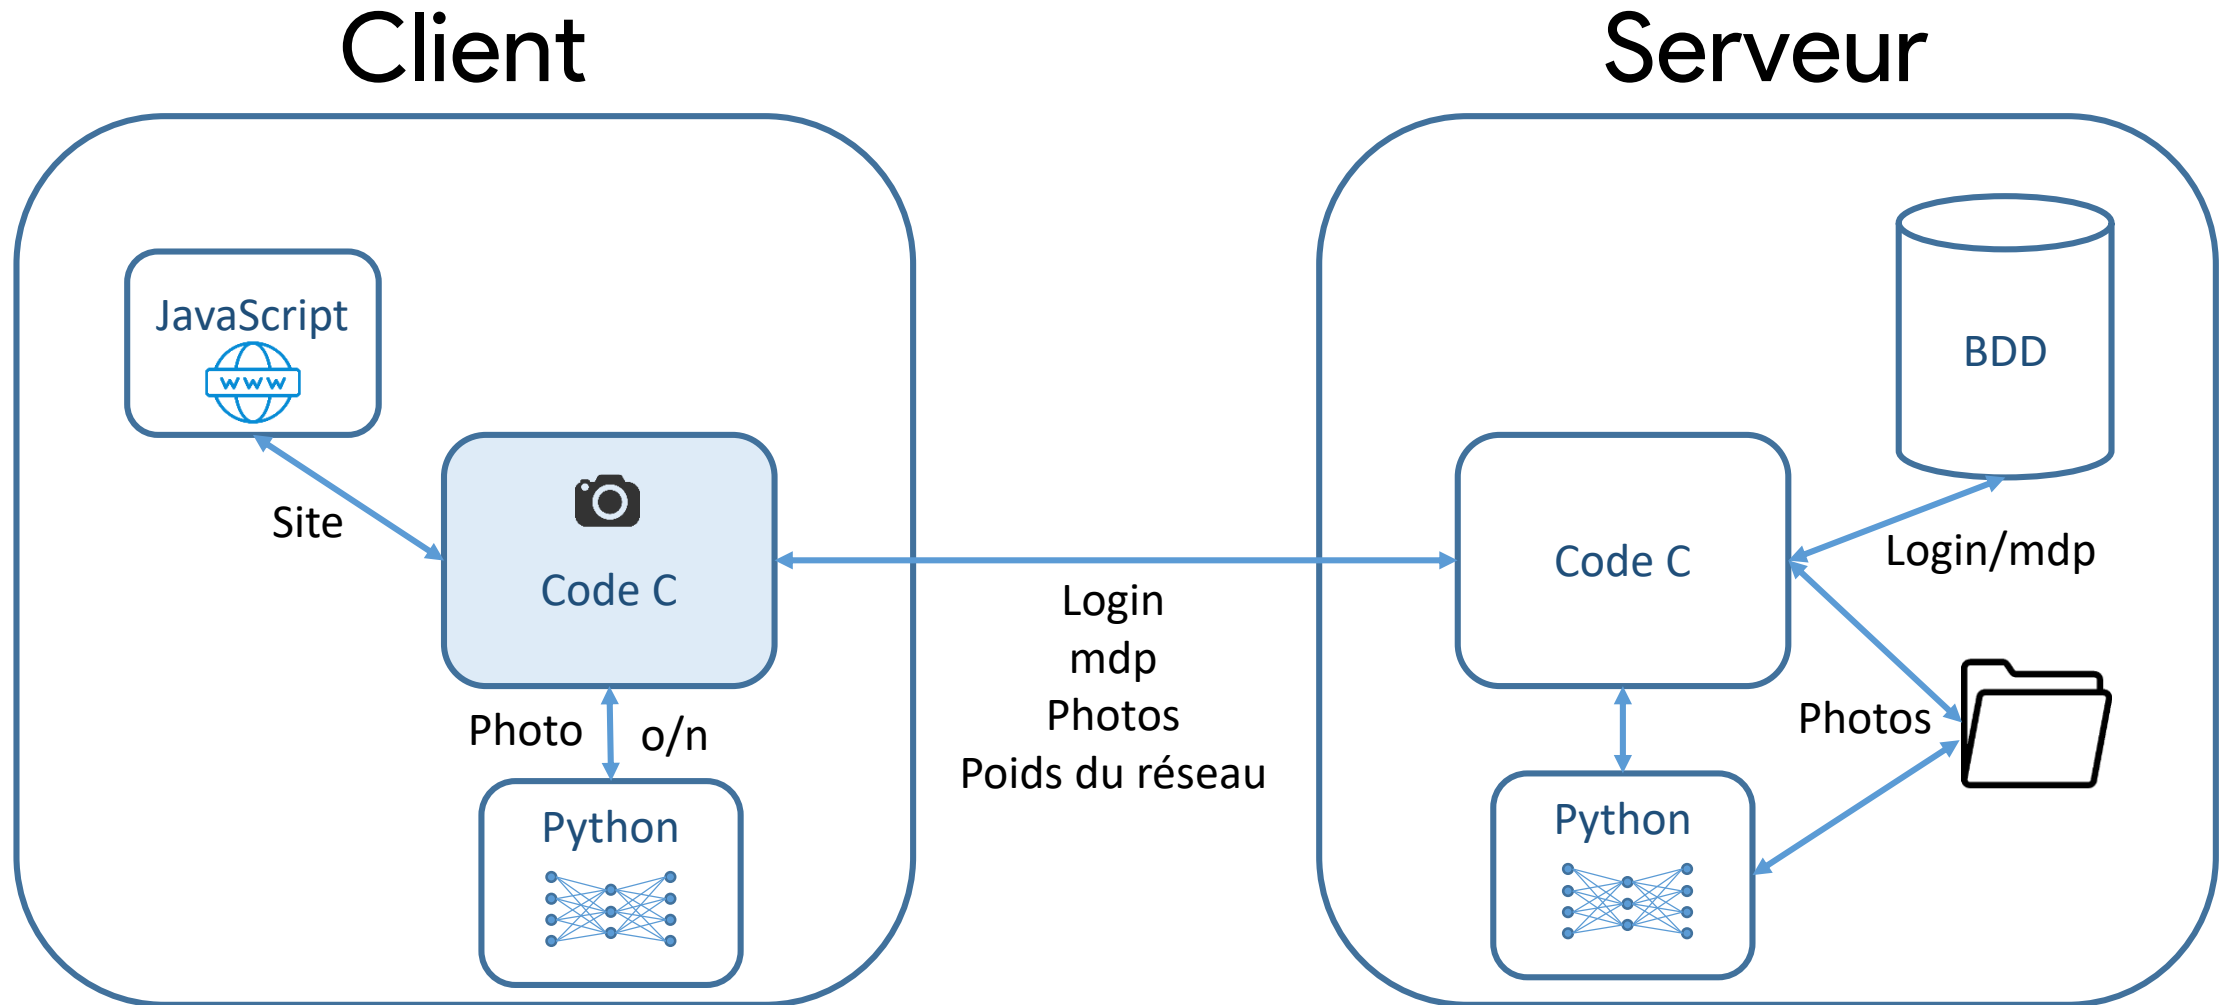 Client
Serveur
JavaScript
WWW
Site
Code C
Photo
o/n
Python
Login
mdp
Photos
Poids du réseau
BDD
Code C
Login/mdp
Photos
Python